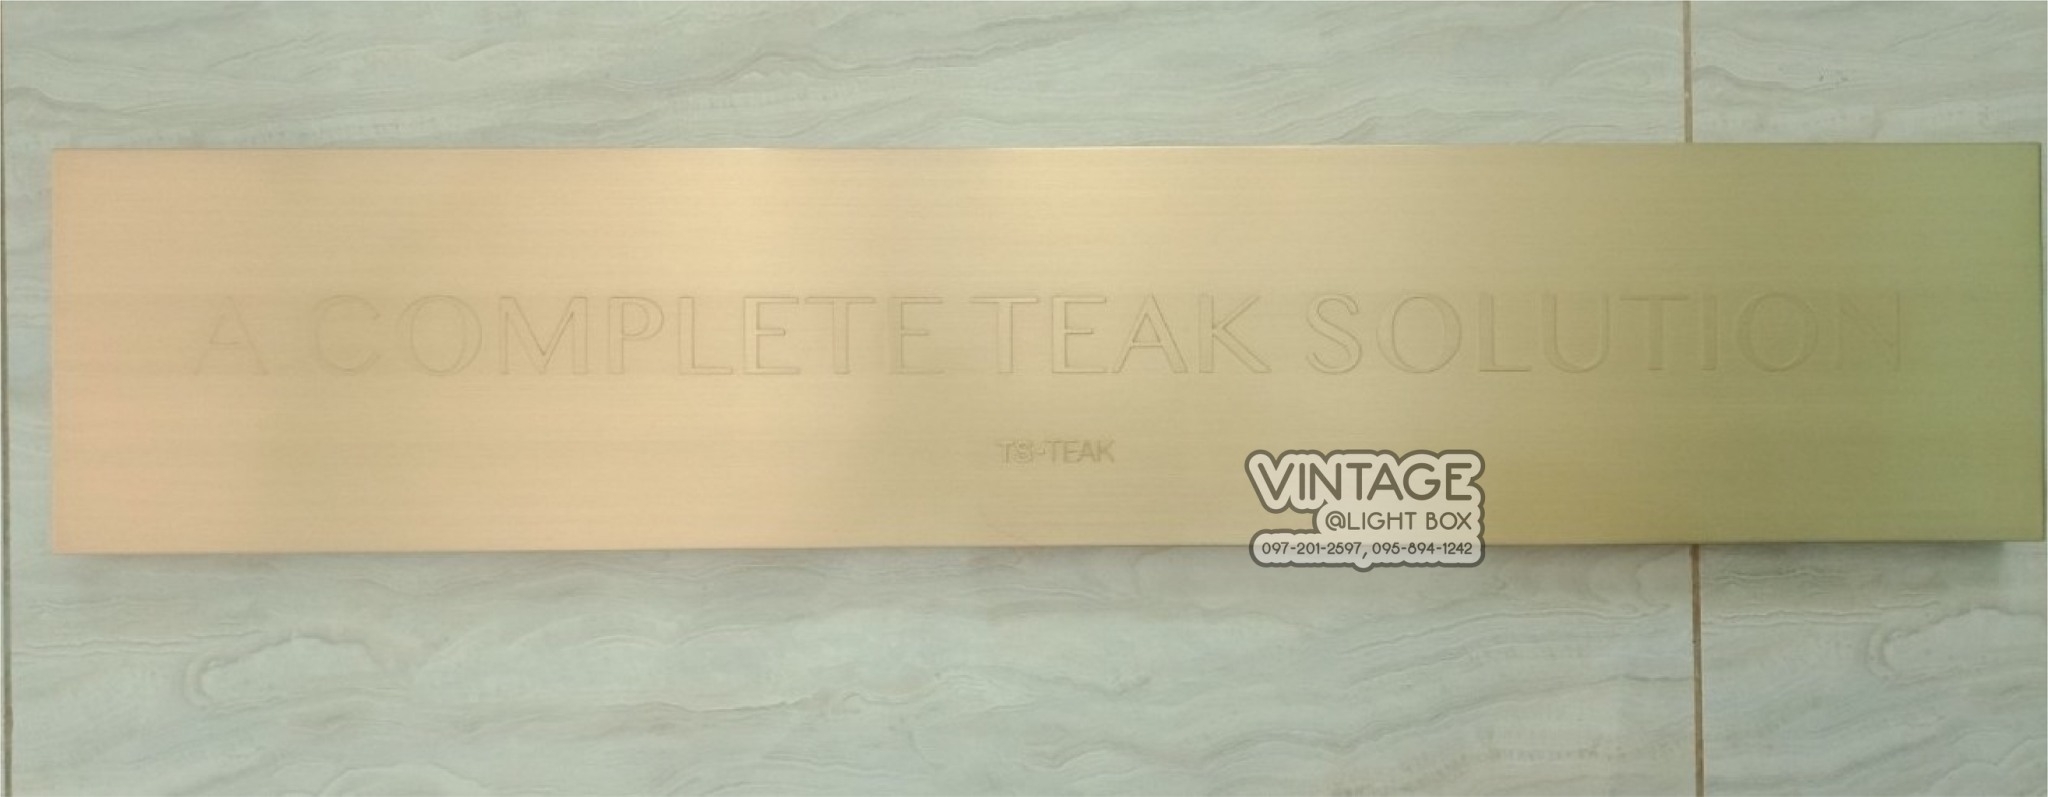 A COMPLETE TEAK SOLUTION
TS-TEAK
VINTAGE
@LIGHT BOX
097-201-2597, 095-894-1242